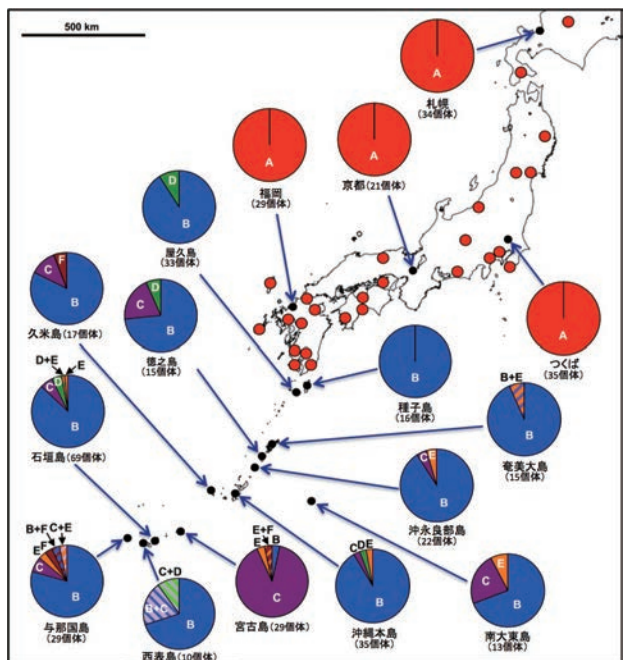 500 km
A
札幌
(34個体)
A
福岡
(29個体)
A
京都(21個体)
D
B
屋久島
(33個体)
A
つくば
(35個体)
F
C
B
久米島(17個体)
D
C
B
徳之島
(15個体)
B
種子島
(16個体)
B+E
B
奄美大島
(15個体)
D+E
E
D
C
B
石垣島(69個体)
C
E
B
沖永良部島
(22個体)
B+F
C+E
F
E
C
B
与那国島
(29個体)
C+D
B+C
B
西表島(10個体)
E+F
E
B
C
宮古島(29個体)
C
D
E
B
沖縄本島
(35個体)
E
C
B
南大東島
(13個体)